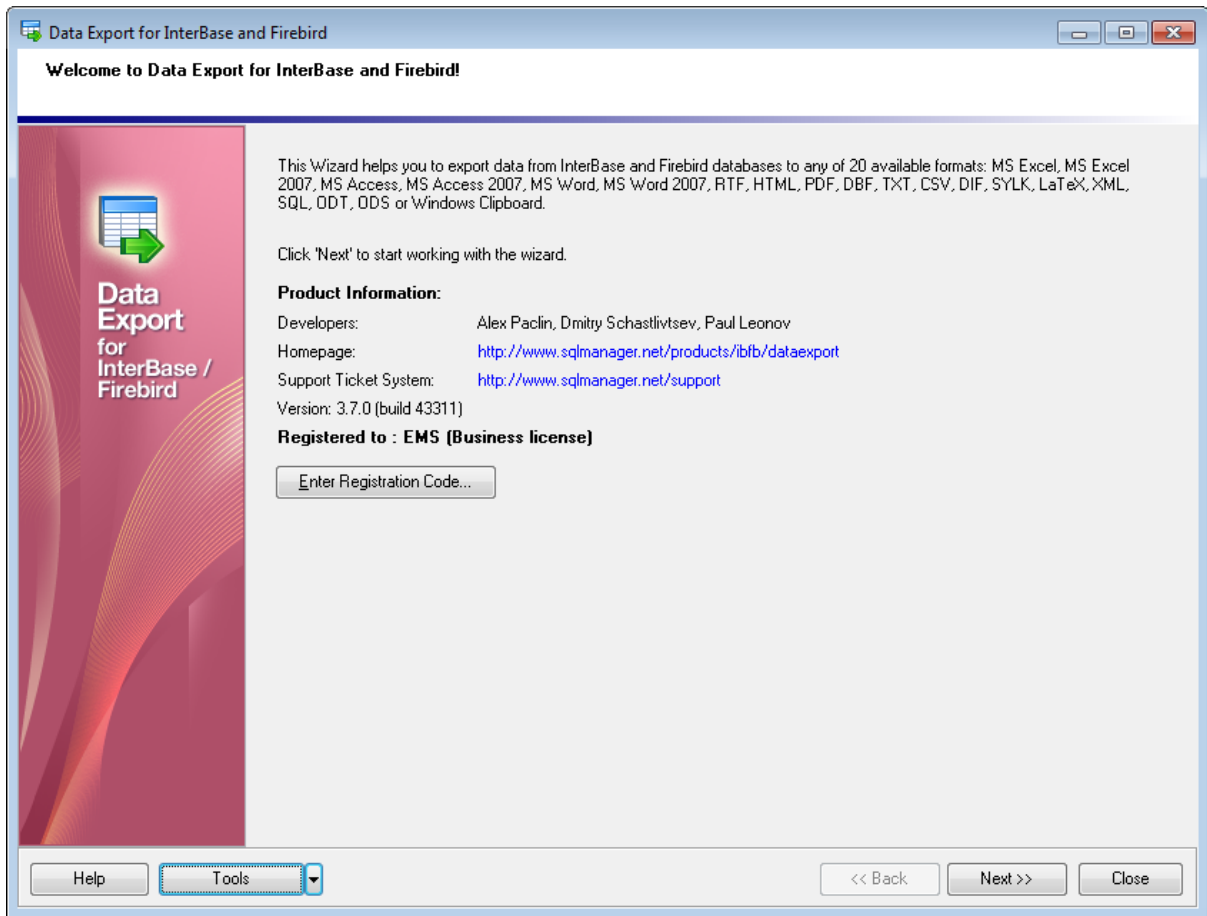 Data Export for InterBase and Firebird
Welcome to Data Export for InterBase and Firebird!
Data
Export
for
InterBase /
Firebird
This Wizard helps you to export data from InterBase and Firebird databases to any of 20 available formats: MS Excel, MS Excel
2007, MS Access, MS Access 2007, MS Word, MS Word 2007, RTF, HTML, PDF, DBF, TXT, CSV, DIF, SYLK, LaTeX, XML,
SQL, ODT, ODS or Windows Clipboard.
Click 'Next' to start working with the wizard.
Product Information:
Developers: Alex Paclin, Dmitry Schastlivtsev, Paul Leonov
Homepage: http://www.sqlmanager.net/products/ibfb/dataexport
Support Ticket System: http://www.sqlmanager.net/support
Version: 3.7.0 (build 43311)
Registered to : EMS (Business license)
Enter Registration Code...
Help Tools << Back Next >> Close